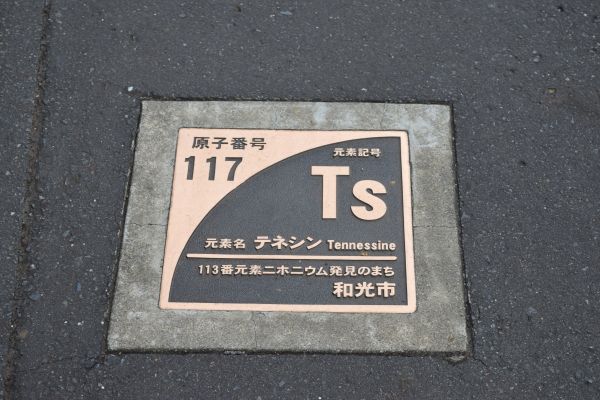 原子番号
117
元素記号
Ts
元素名 テネシン Tennessine
113番元素ニホニウム発見のまち
和光市